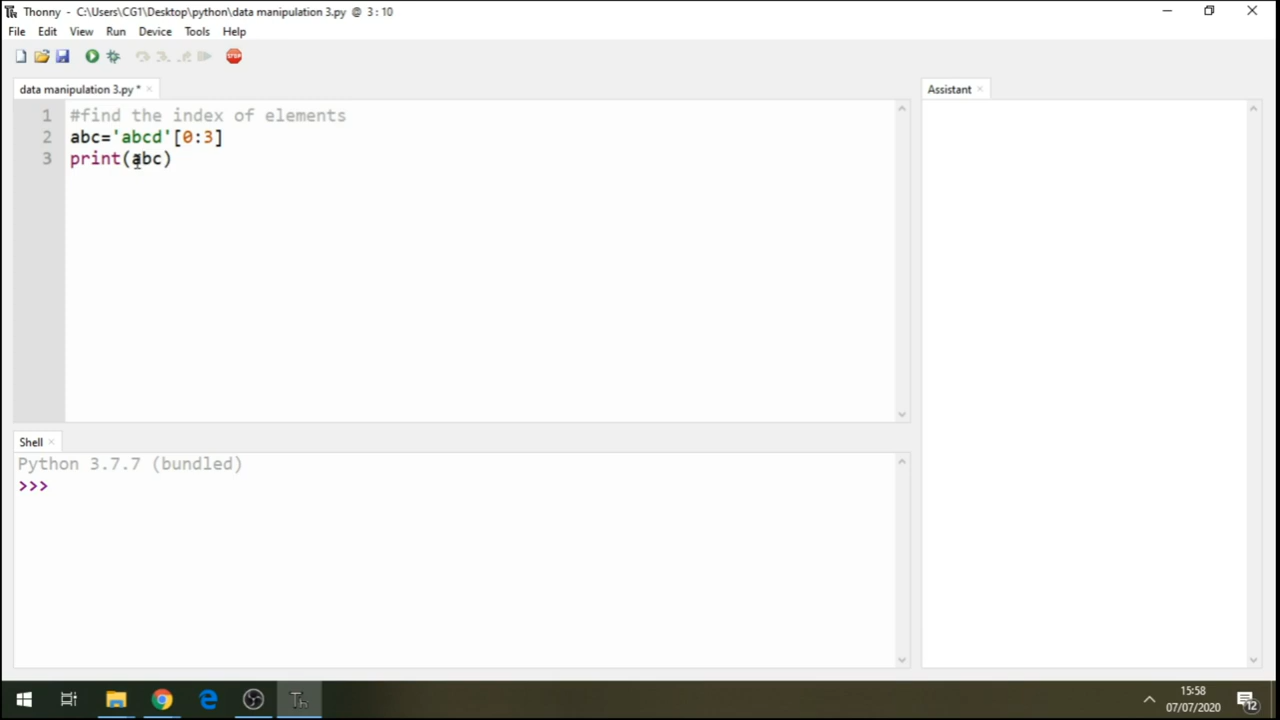 Thonny - C:\Users\CG1\Desktop\python\data manipulation 3.py @ 3 : 10
File Edit View Run Device Tools Help
STOP
data manipulation 3.py * ×
Assistant ×
1 #find the index of elements
2 abc='abcd'[0:3]
3 print(abc)
Shell ×
Python 3.7.7 (bundled)
>>>
15:58
07/07/2020
12